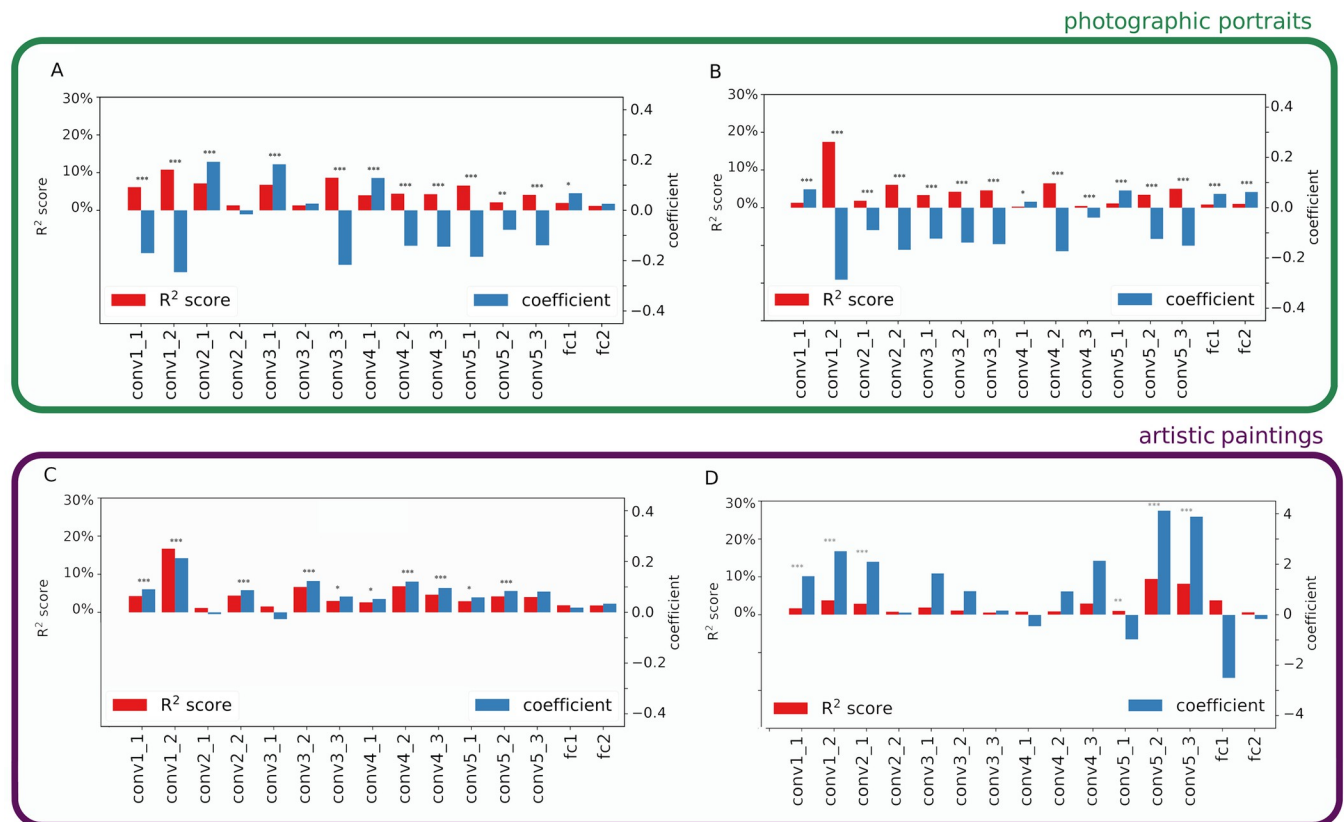 photographic portraits
A
30%
20%
10%
0%
R² score
*** *** *** *** *** *** *** *** *** ** *** *
0.4
0.2
0.0
−0.2
−0.4
coefficient
R² score
coefficient
conv1_1
conv1_2
conv2_1
conv2_2
conv3_1
conv3_2
conv3_3
conv4_1
conv4_2
conv4_3
conv5_1
conv5_2
conv5_3
fc1
fc2
B
30%
20%
10%
0%
R² score
*** *** *** *** *** *** *** * *** *** *** *** *** *** ***
0.4
0.2
0.0
−0.2
−0.4
coefficient
R² score
coefficient
conv1_1
conv1_2
conv2_1
conv2_2
conv3_1
conv3_2
conv3_3
conv4_1
conv4_2
conv4_3
conv5_1
conv5_2
conv5_3
fc1
fc2
artistic paintings
C
30%
20%
10%
0%
R² score
*** *** *** *** * * *** *** * ***
0.4
0.2
0.0
−0.2
−0.4
coefficient
R² score
coefficient
conv1_1
conv1_2
conv2_1
conv2_2
conv3_1
conv3_2
conv3_3
conv4_1
conv4_2
conv4_3
conv5_1
conv5_2
conv5_3
fc1
fc2
D
30%
20%
10%
0%
R² score
*** *** *** ** *** ***
4
2
0
−2
−4
coefficient
R² score
coefficient
conv1_1
conv1_2
conv2_1
conv2_2
conv3_1
conv3_2
conv3_3
conv4_1
conv4_2
conv4_3
conv5_1
conv5_2
conv5_3
fc1
fc2